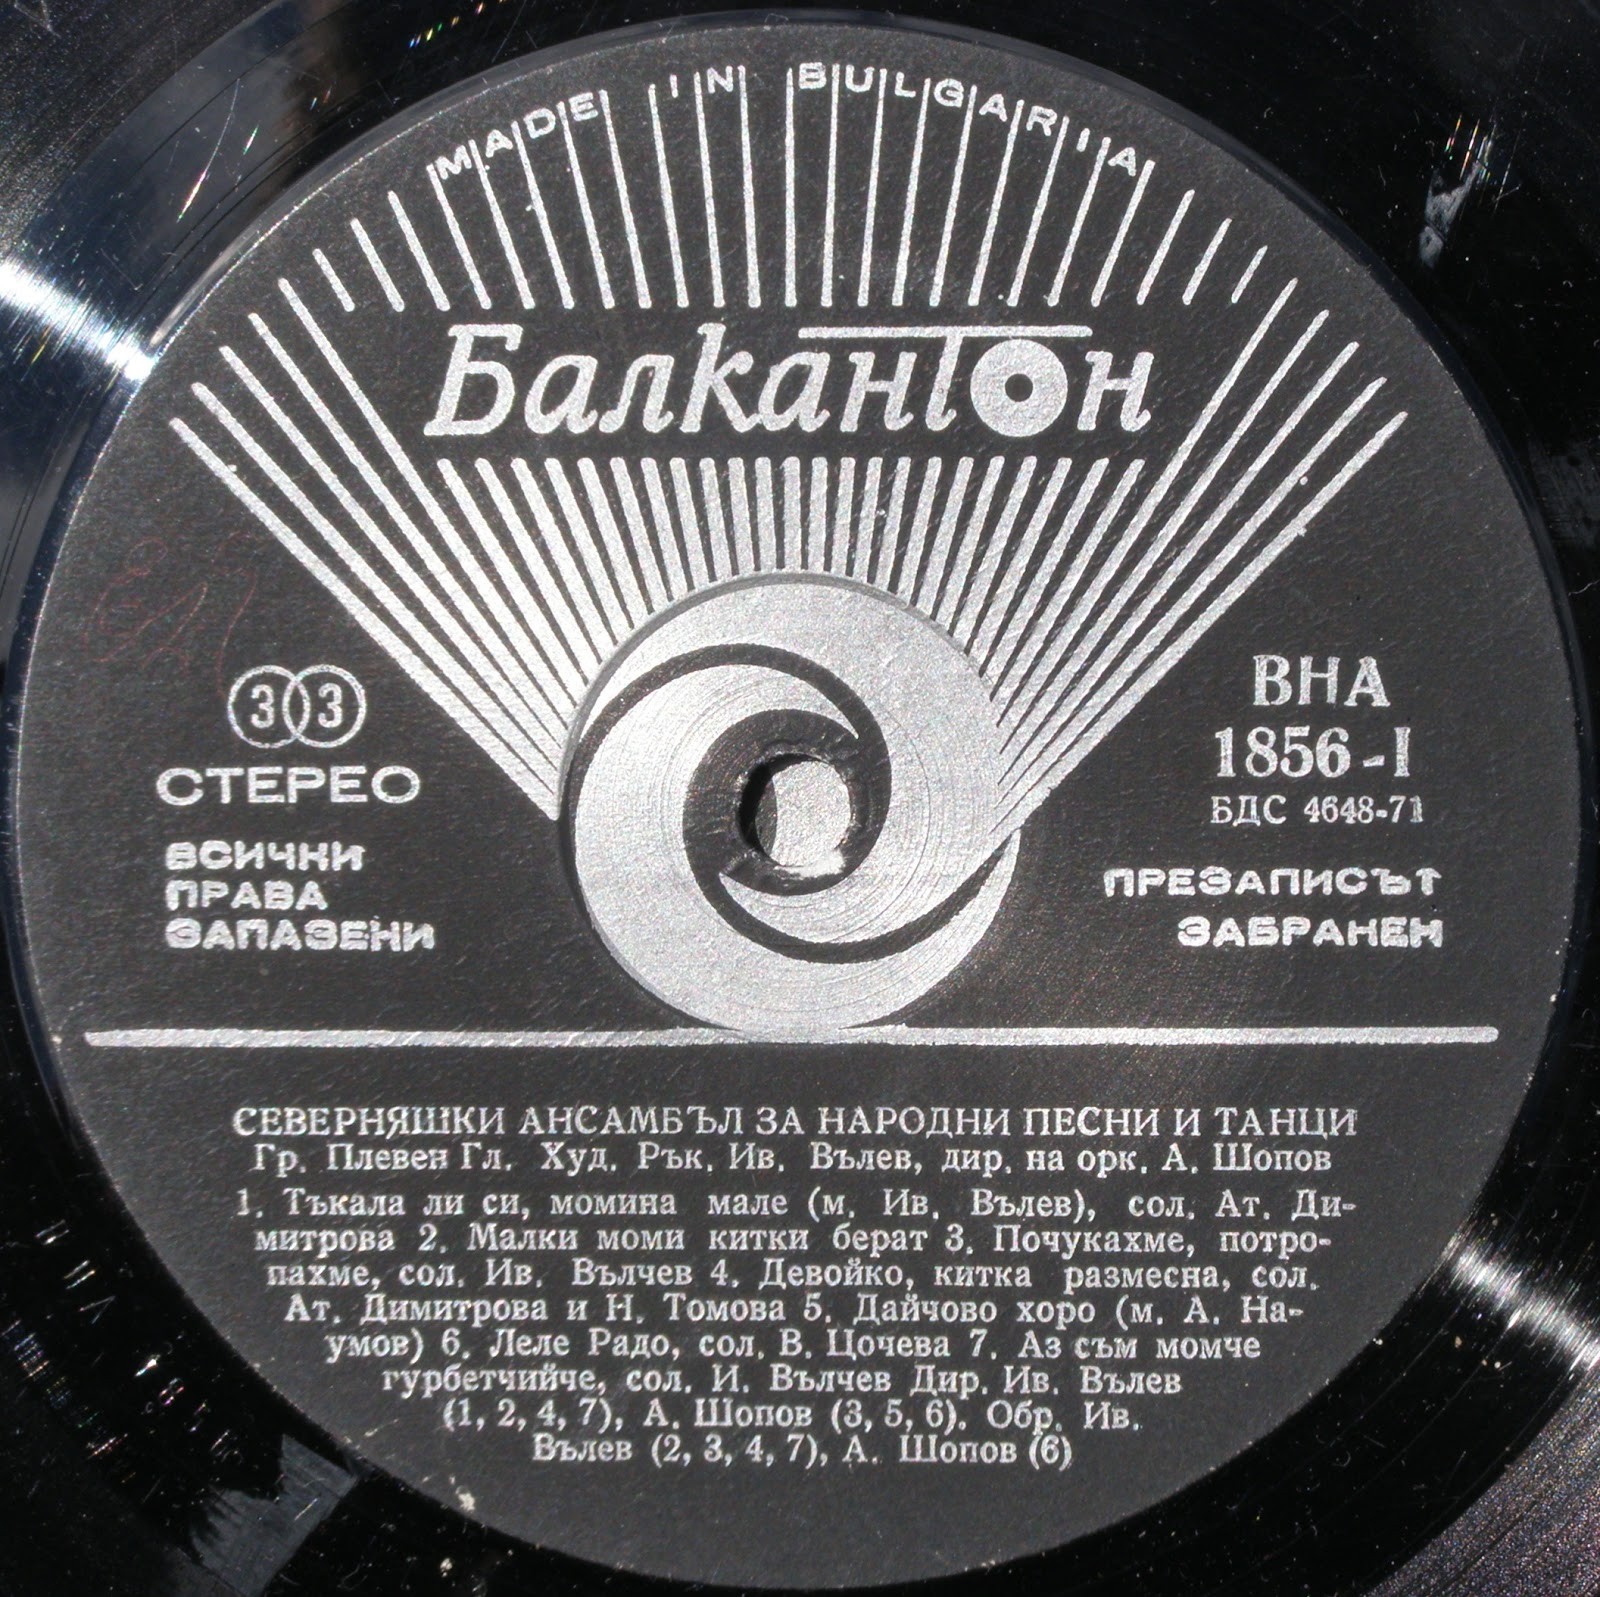 MADE IN BULGARIA
Балкантон
33
СТЕРЕО
ВСИЧКИ
ПРАВА
ЗАПАЗЕНИ
ВНА
1856-I
БДС 4648-71
ПРЕЗАПИСЪТ
ЗАБРАНЕН
СЕВЕРНЯШКИ АНСАМБЪЛ ЗА НАРОДНИ ПЕСНИ И ТАНЦИ
Гр. Плевен Гл. Худ. Рък. Ив. Вълев, дир. на орк. А. Шопов
1. Тъкала ли си, момина мале (м. Ив. Вълев), сол. Ат. Ди-
митрова 2. Малки моми китки берат 3. Почукахме, потро-
пахме, сол. Ив. Вълчев 4. Девойко, китка размесна, сол.
Ат. Димитрова и Н. Томова 5. Дайчово хоро (м. А. На-
умов) 6. Леле Радо, сол. В. Цочева 7. Аз съм момче
гурбетчийче, сол. И. Вълчев Дир. Ив. Вълев
(1, 2, 4, 7), А. Шопов (3, 5, 6). Обр. Ив.
Вълев (2, 3, 4, 7), А. Шопов (6)